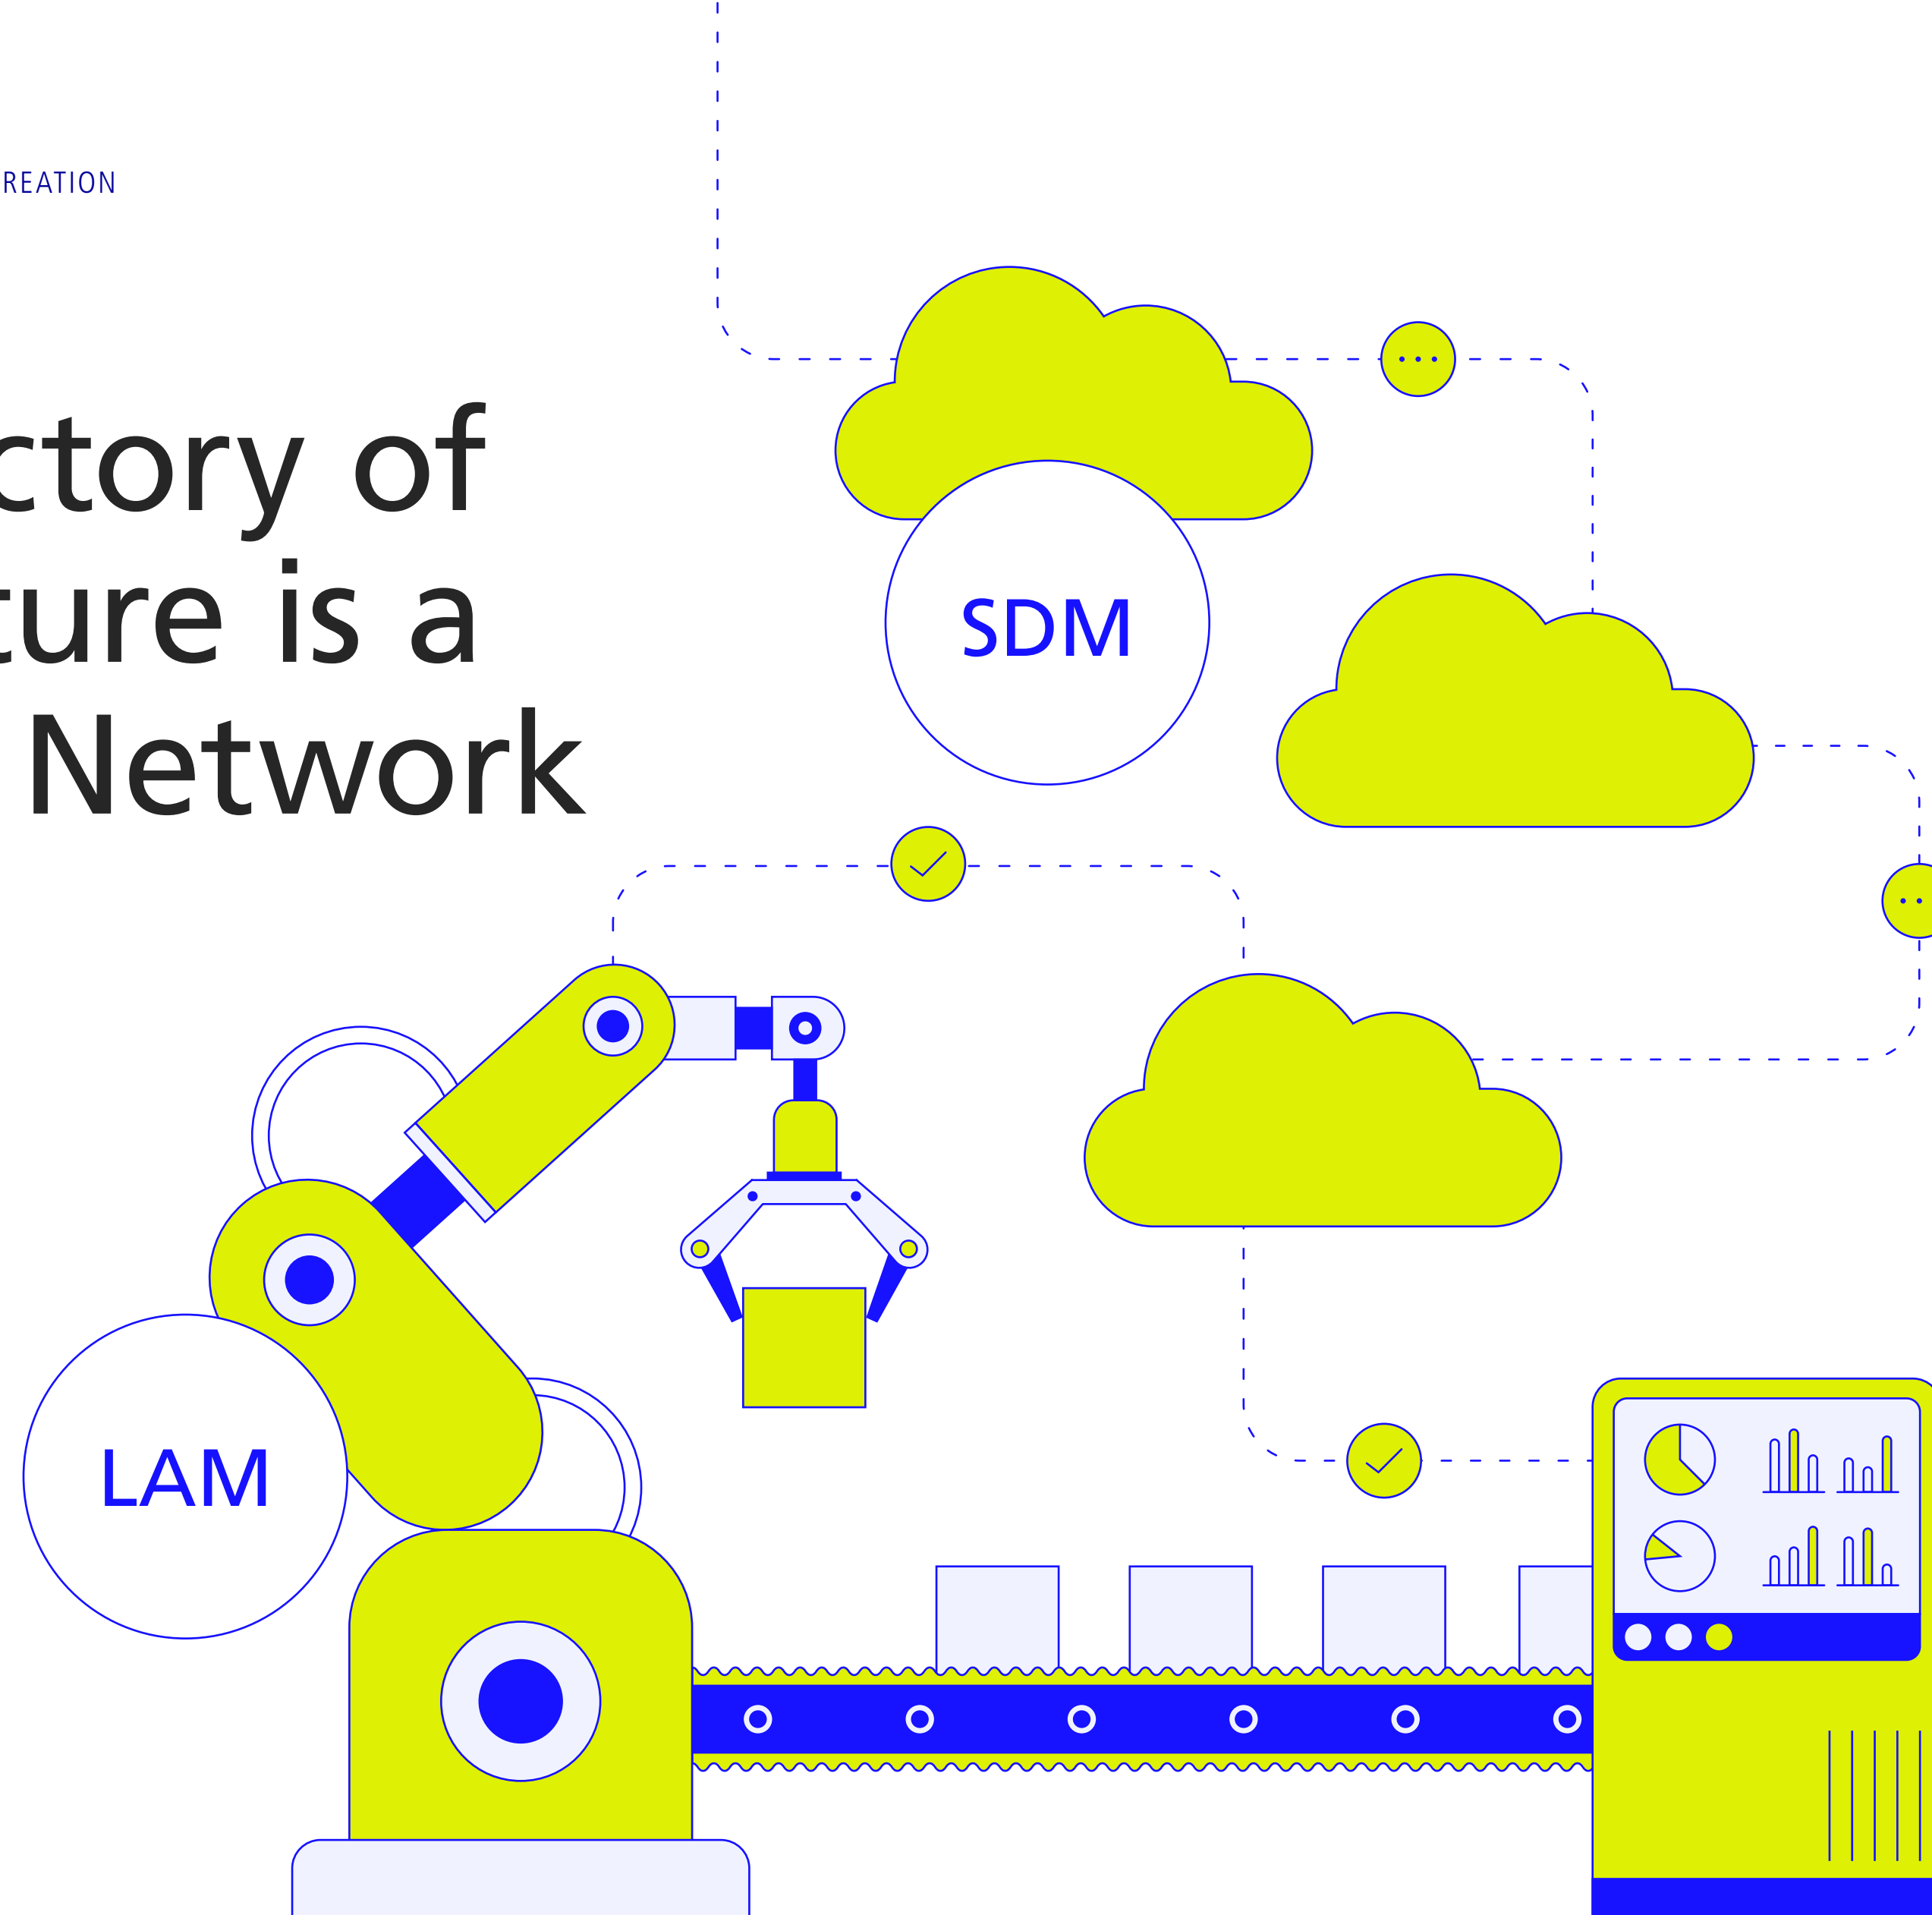 REATION
ctory of
ture is a
Network
SDM
LAM